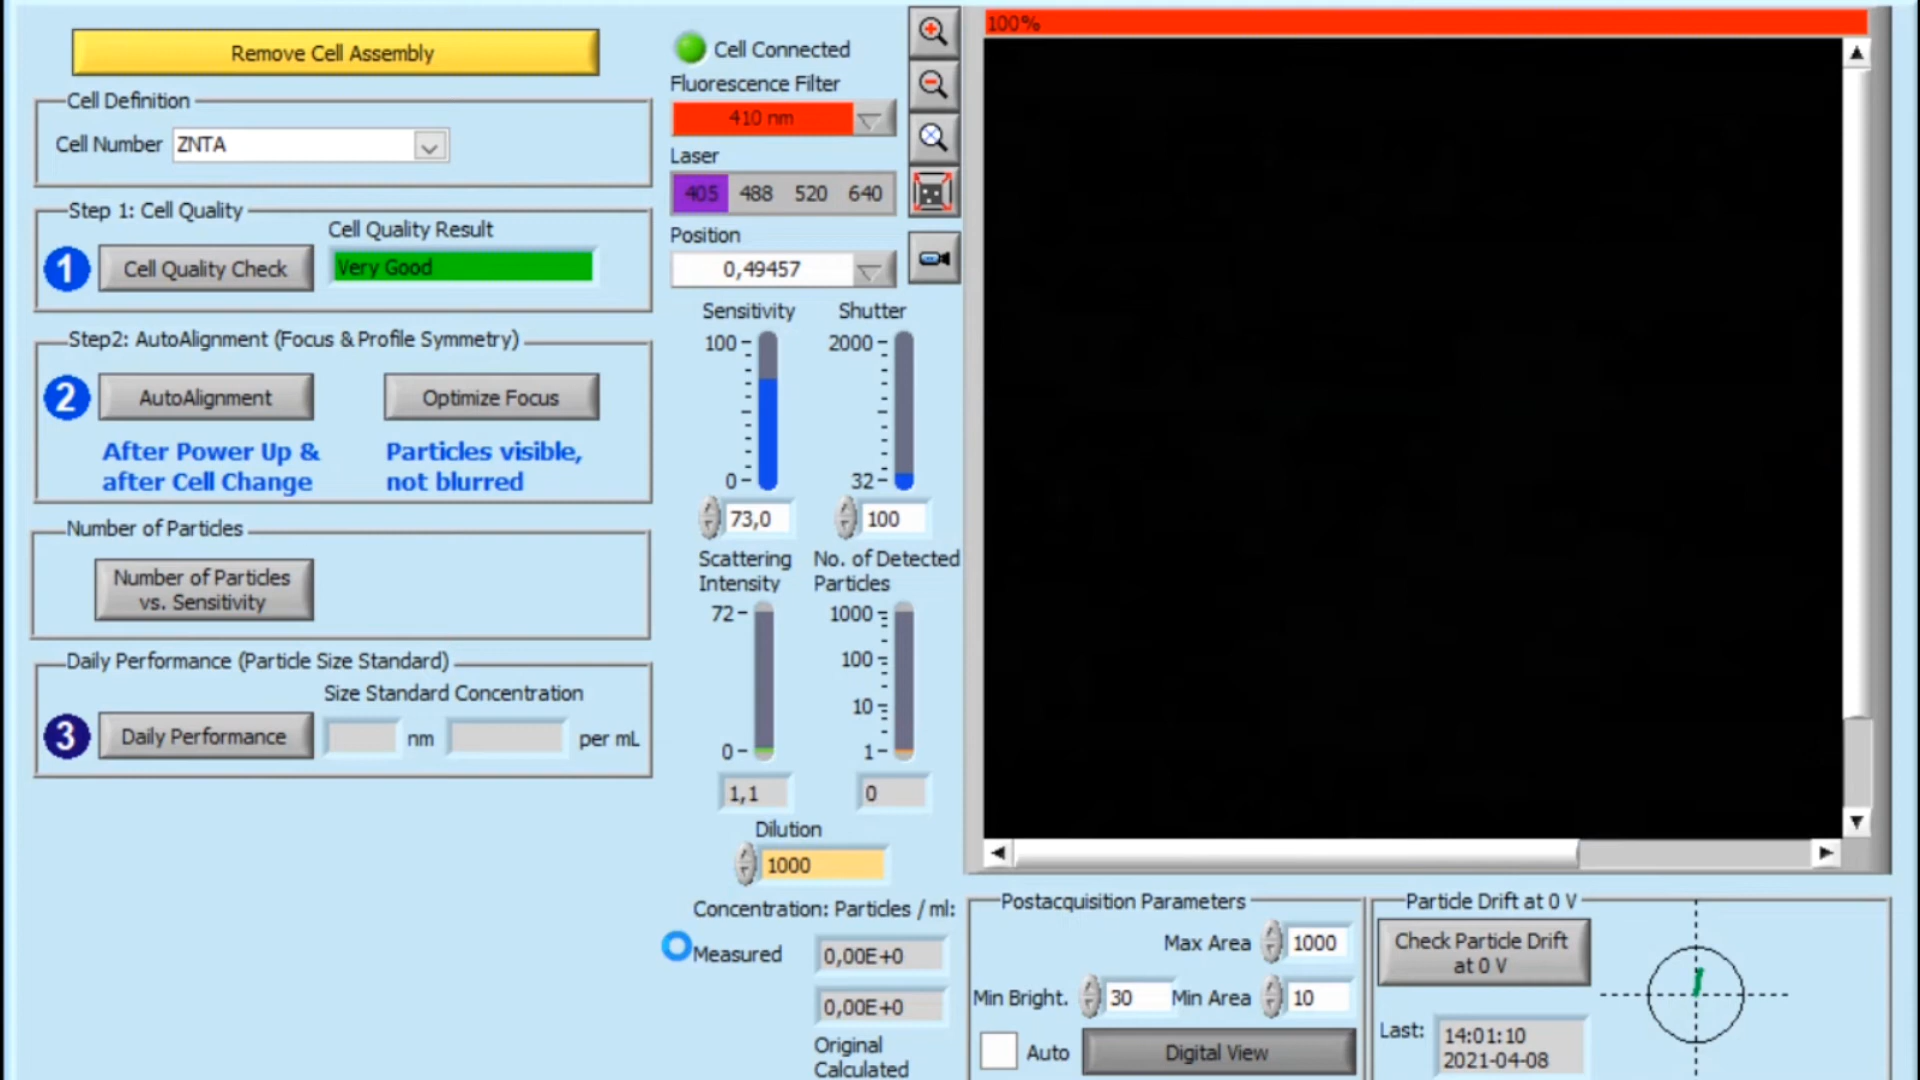 Remove Cell Assembly
Cell Definition
Cell Number ZNTA
Step 1: Cell Quality
Cell Quality Result
1 Cell Quality Check Very Good
Step2: AutoAlignment (Focus & Profile Symmetry)
2 AutoAlignment Optimize Focus
After Power Up & Particles visible,
after Cell Change not blurred
Number of Particles
Number of Particles
vs. Sensitivity
Daily Performance (Particle Size Standard)
Size Standard Concentration
3 Daily Performance nm per mL
Cell Connected
Fluorescence Filter
410 nm
Laser
405 488 520 640
Position
0,49457
Sensitivity Shutter
100 2000
0 32
73,0 100
Scattering No. of Detected
Intensity Particles
72 1000
100
10
0 1
1,1 0
Dilution
1000
Concentration: Particles / ml:
Measured 0,00E+0
0,00E+0
Original
Calculated
100%
Postacquisition Parameters
Max Area 1000
Min Bright. 30 Min Area 10
Auto Digital View
Particle Drift at 0 V
Check Particle Drift
at 0 V
Last: 14:01:10
2021-04-08